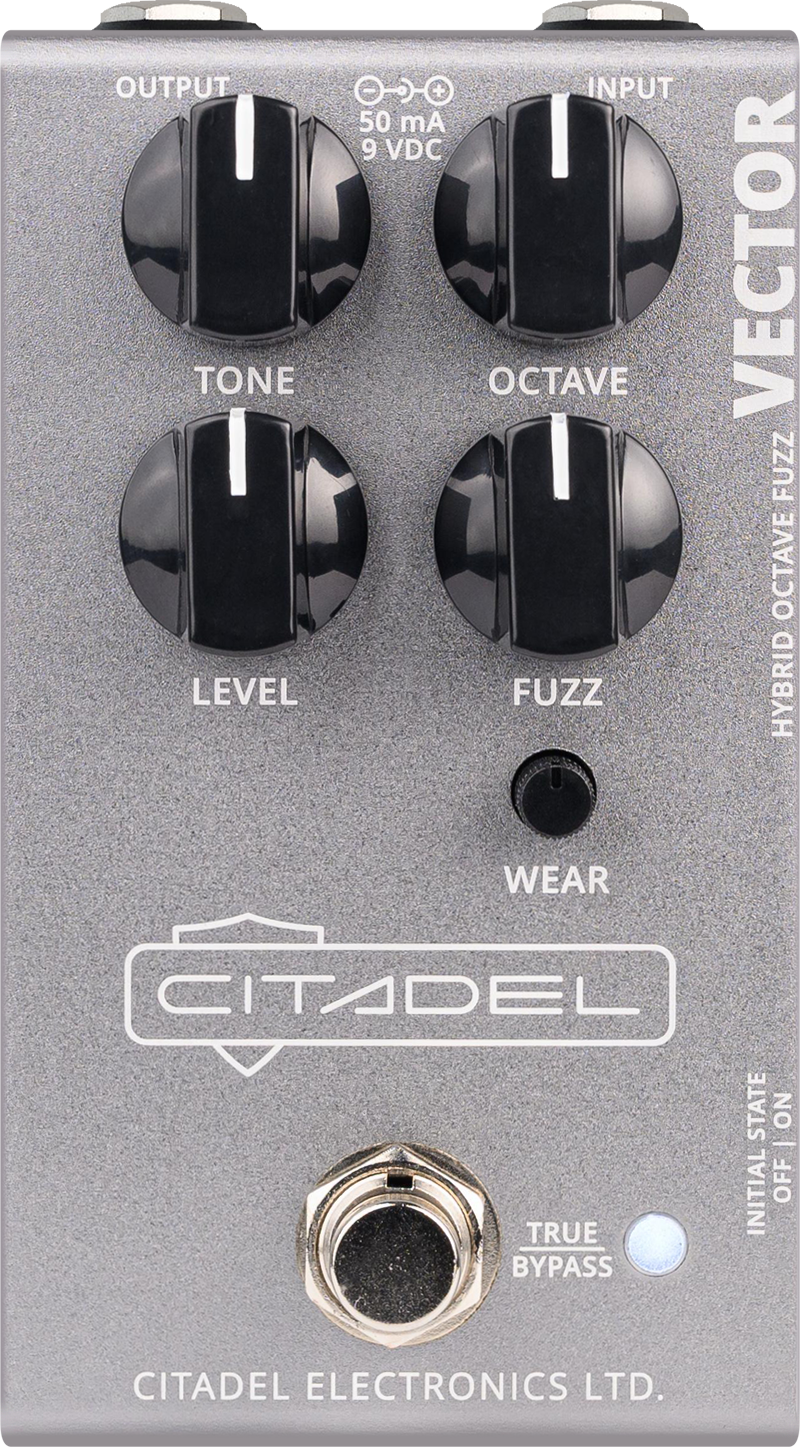 OUTPUT
INPUT
50 mA
9 VDC
VECTOR
HYBRID OCTAVE FUZZ
TONE
OCTAVE
LEVEL
FUZZ
WEAR
CITADEL
INITIAL STATE
OFF | ON
TRUE
BYPASS
CITADEL ELECTRONICS LTD.